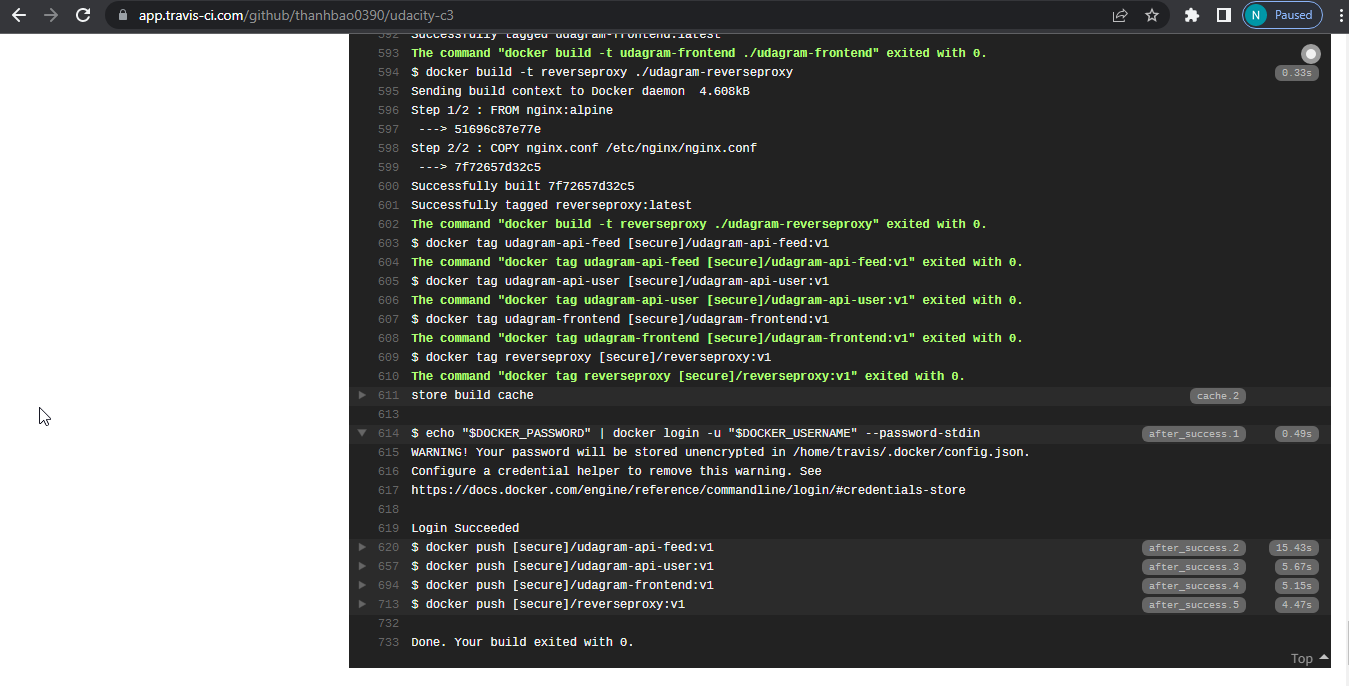 app.travis-ci.com/github/thanhbao0390/udacity-c3
N Paused
592 Successfully tagged udagram-frontend:latest
593 The command "docker build -t udagram-frontend ./udagram-frontend" exited with 0.
594 $ docker build -t reverseproxy ./udagram-reverseproxy 0.33s
595 Sending build context to Docker daemon  4.608kB
596 Step 1/2 : FROM nginx:alpine
597  ---> 51696c87e77e
598 Step 2/2 : COPY nginx.conf /etc/nginx/nginx.conf
599  ---> 7f72657d32c5
600 Successfully built 7f72657d32c5
601 Successfully tagged reverseproxy:latest
602 The command "docker build -t reverseproxy ./udagram-reverseproxy" exited with 0.
603 $ docker tag udagram-api-feed [secure]/udagram-api-feed:v1
604 The command "docker tag udagram-api-feed [secure]/udagram-api-feed:v1" exited with 0.
605 $ docker tag udagram-api-user [secure]/udagram-api-user:v1
606 The command "docker tag udagram-api-user [secure]/udagram-api-user:v1" exited with 0.
607 $ docker tag udagram-frontend [secure]/udagram-frontend:v1
608 The command "docker tag udagram-frontend [secure]/udagram-frontend:v1" exited with 0.
609 $ docker tag reverseproxy [secure]/reverseproxy:v1
610 The command "docker tag reverseproxy [secure]/reverseproxy:v1" exited with 0.
611 store build cache cache.2
613
614 $ echo "$DOCKER_PASSWORD" | docker login -u "$DOCKER_USERNAME" --password-stdin after_success.1 0.49s
615 WARNING! Your password will be stored unencrypted in /home/travis/.docker/config.json.
616 Configure a credential helper to remove this warning. See
617 https://docs.docker.com/engine/reference/commandline/login/#credentials-store
618
619 Login Succeeded
620 $ docker push [secure]/udagram-api-feed:v1 after_success.2 15.43s
657 $ docker push [secure]/udagram-api-user:v1 after_success.3 5.67s
694 $ docker push [secure]/udagram-frontend:v1 after_success.4 5.15s
713 $ docker push [secure]/reverseproxy:v1 after_success.5 4.47s
732
733 Done. Your build exited with 0.
Top